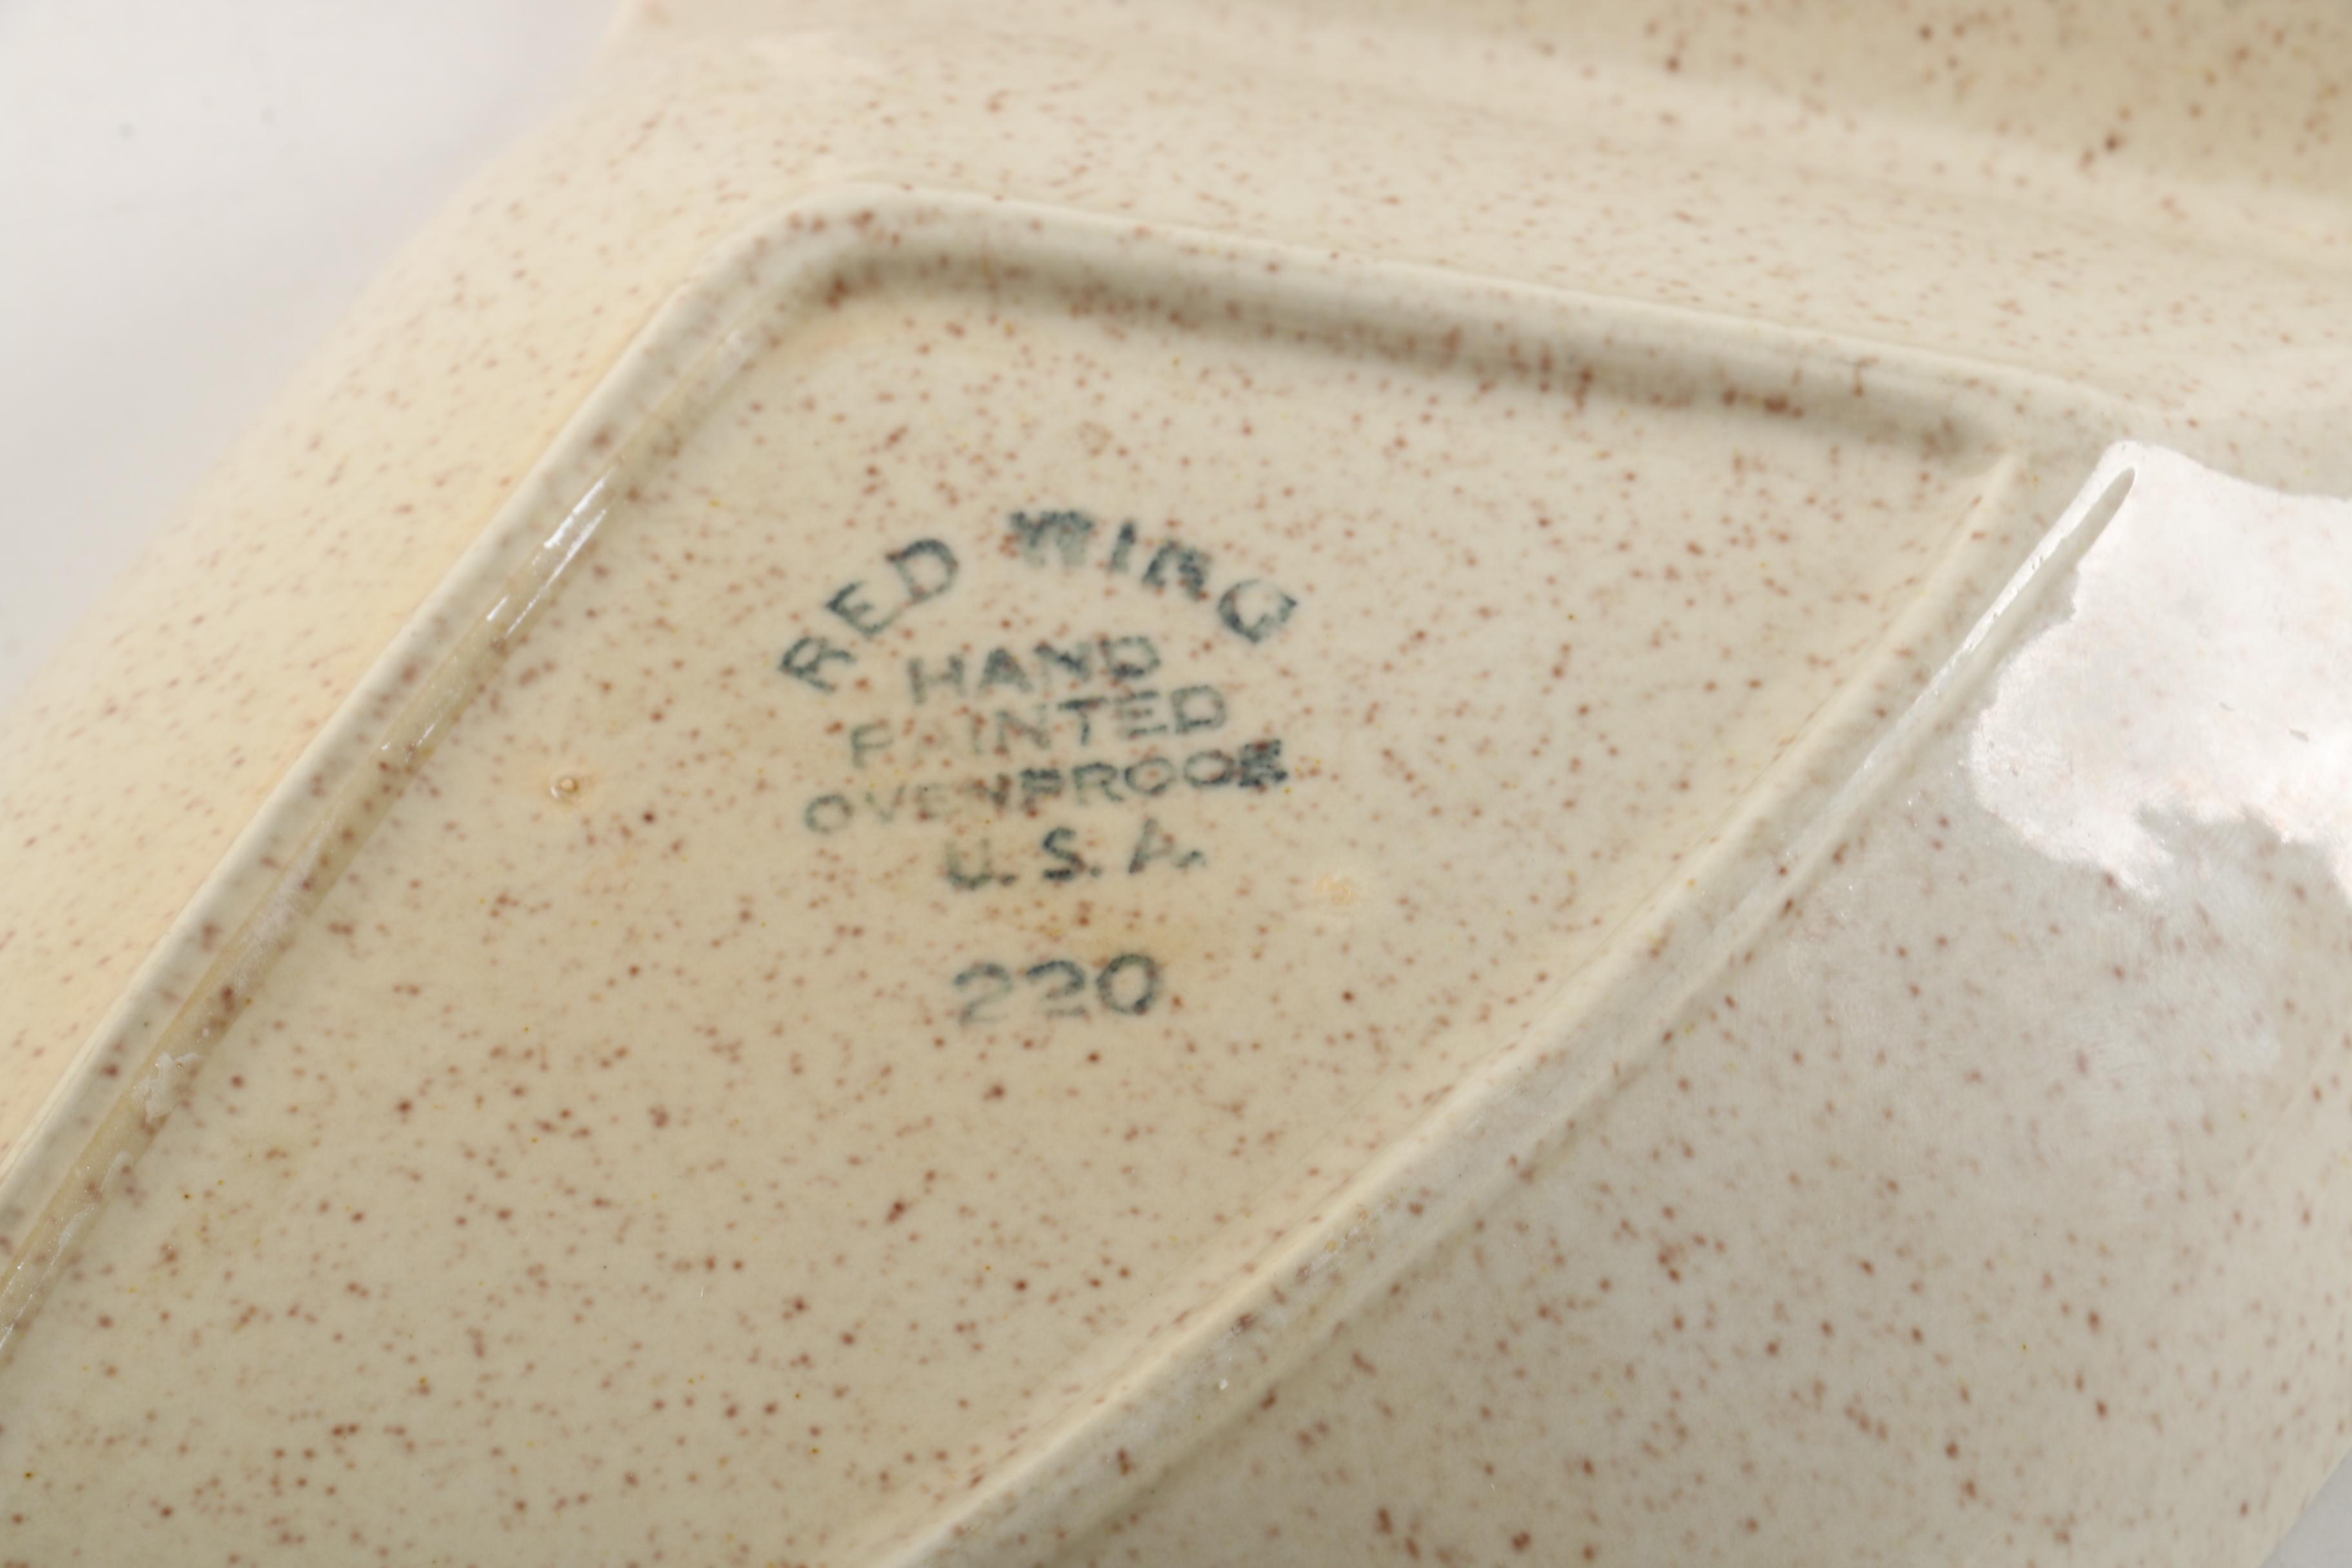 RED WING
HAND
PAINTED
OVENPROOF
U.S.A.
220